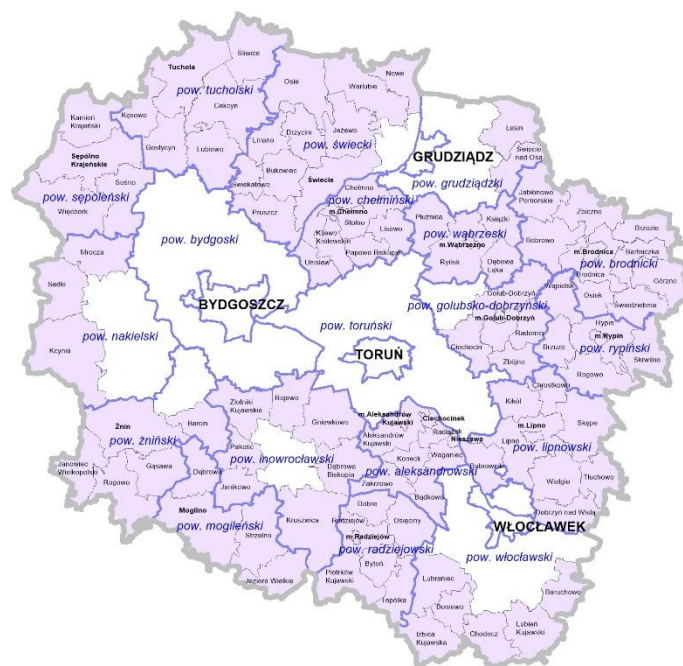 Śliwice
Tuchola
pow. tucholski
Cekcyn
Kęsowo
Gostycyn
Lubiewo
Osie
Warlubie
Nowe
Drzycim
Jeżewo
Lniano
pow. świecki
Bukowiec
Świecie
Świekatowo
Pruszcz
Kamień
Krajeński
Sępólno
Krajeńskie
Sośno
pow. sępoleński
Więcbork
GRUDZIĄDZ
pow. grudziądzki
Łasin
Świecie
nad Osą
Chełmno
pow. chełmiński
m.Chełmno
Stolno
Kijewo
Królewskie
Lisewo
Papowo Biskupie
Unisław
Płużnica
Książki
pow. wąbrzeski
m.Wąbrzeźno
Ryńsk
Dębowa
Łąka
Jabłonowo
Pomorskie
Zbiczno
Bobrowo
Brzozie
m.Brodnica
Bartniczka
pow. brodnicki
Brodnica
Górzno
Osiek
Świedziebnia
pow. bydgoski
BYDGOSZCZ
Mrocza
Sadki
Kcynia
pow. nakielski
pow. toruński
TORUŃ
Wąpielsk
Golub-Dobrzyń
pow. golubsko-dobrzyński
m.Golub-Dobrzyń
Radomin
Ciechocin
Zbójno
Rypin
m.Rypin
pow. rypiński
Brzuze
Skrwilno
Rogowo
Żnin
pow. żniński
Barcin
Janowiec
Wielkopolski
Gąsawa
Rogowo
Złotniki
Kujawskie
Rojewo
Gniewkowo
Pakość
pow. inowrocławski
Dąbrowa
Dąbrowa
Biskupia
Janikowo
Kruszwica
Mogilno
pow. mogileński
Strzelno
Jeziora Wielkie
m.Aleksandrów
Kujawski
Ciechocinek
Aleksandrów
Kujawski
Raciążek
Nieszawa
Koneck
Waganiec
pow. aleksandrowski
Zakrzewo
Bądkowo
Chrostkowo
Kikół
m.Lipno
Skępe
Lipno
pow. lipnowski
Dobrowo
Wielgie
Tłuchowo
Dobrzyń nad Wisłą
WŁOCŁAWEK
pow. włocławski
Dobre
Radziejów
Osięciny
m.Radziejów
pow. radziejowski
Bytoń
Piotrków
Kujawski
Topólka
Lubraniec
Boniewo
Baruchowo
Izbica
Kujawska
Chodecz
Lubień
Kujawski